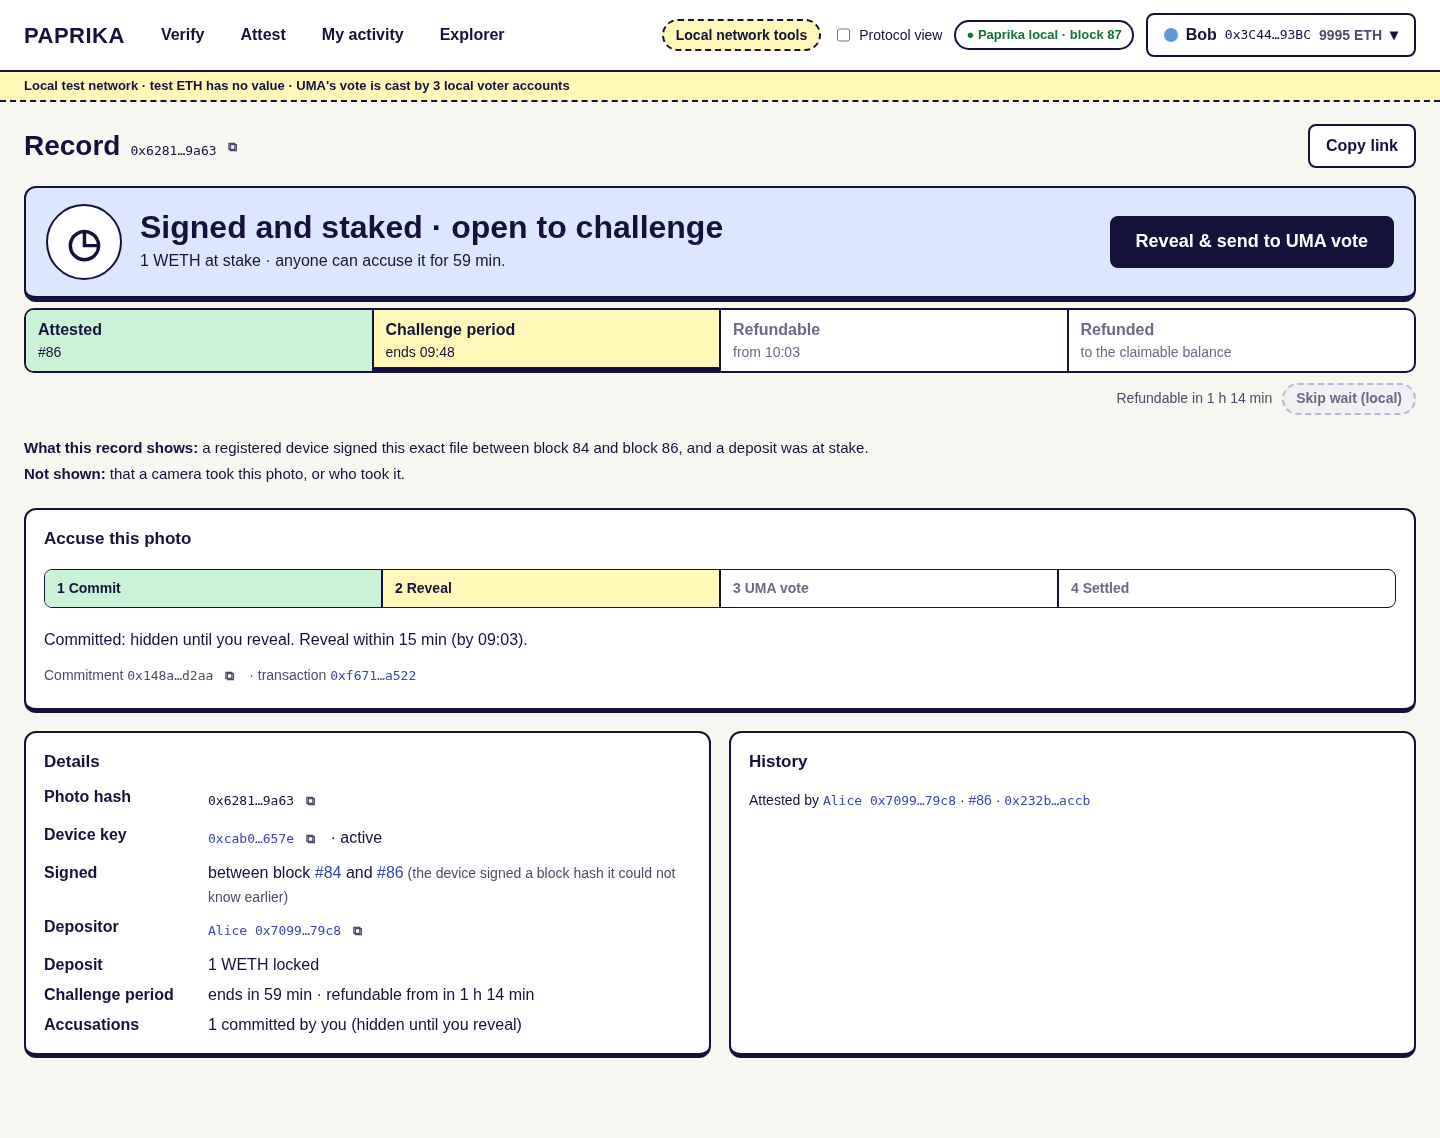 PAPRIKA Verify Attest My activity Explorer Local network tools Protocol view ● Paprika local · block 87 Bob 0x3C44…93BC 9995 ETH ▼
Local test network · test ETH has no value · UMA's vote is cast by 3 local voter accounts
Record 0x6281…9a63 Copy link
Signed and staked · open to challenge
1 WETH at stake · anyone can accuse it for 59 min.
Reveal & send to UMA vote
Attested Challenge period Refundable Refunded
#86 ends 09:48 from 10:03 to the claimable balance
Refundable in 1 h 14 min Skip wait (local)
What this record shows: a registered device signed this exact file between block 84 and block 86, and a deposit was at stake.
Not shown: that a camera took this photo, or who took it.
Accuse this photo
1 Commit 2 Reveal 3 UMA vote 4 Settled
Committed: hidden until you reveal. Reveal within 15 min (by 09:03).
Commitment 0x148a…d2aa · transaction 0xf671…a522
Details
Photo hash 0x6281…9a63
Device key 0xcab0…657e · active
Signed between block #84 and #86 (the device signed a block hash it could not
know earlier)
Depositor Alice 0x7099…79c8
Deposit 1 WETH locked
Challenge period ends in 59 min · refundable from in 1 h 14 min
Accusations 1 committed by you (hidden until you reveal)
History
Attested by Alice 0x7099…79c8 · #86 · 0x232b…accb